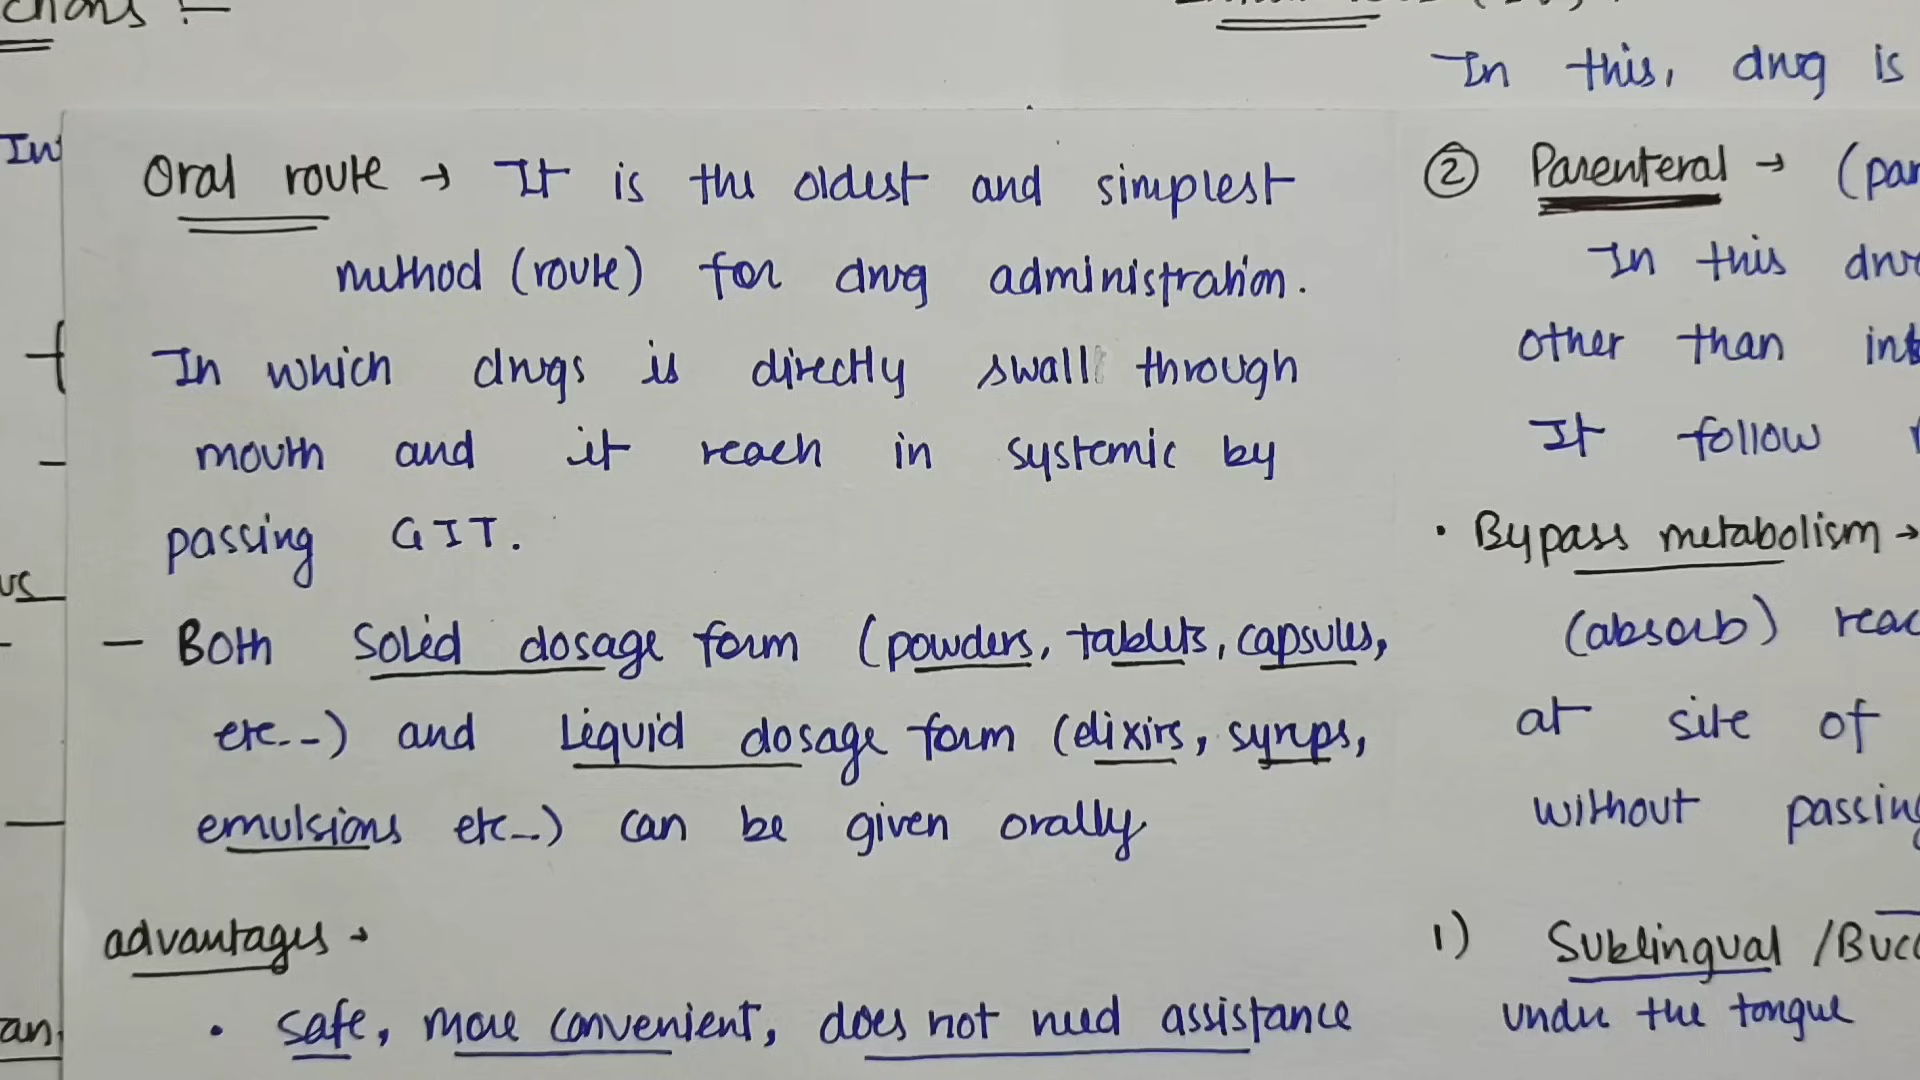 Oral route → It is the oldest and simplest
method (route) for drug administration.
In which drugs is directly swall through
mouth and it reach in systemic by
passing GIT.
— Both Solid dosage form (powders, tablets, capsules,
etc..-) and Liquid dosage form (elixirs, syrups,
emulsions etc-..) can be given orally
advantages →
• safe, more convenient, does not need assistance
In this, drug is
② Parenteral → (par
In this dru
other than int
It follow
• Bypass metabolism →
(absorb) reac
at site of
without passing
1) Sublingual /Bucc
under the tongue